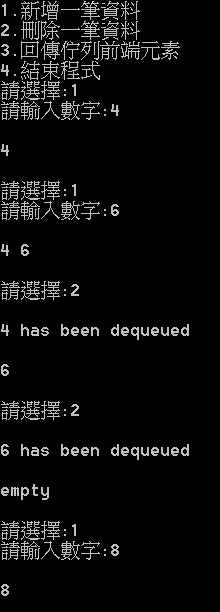 1.新增一筆資料
2.刪除一筆資料
3.回傳佇列前端元素
4.結束程式
請選擇:1
請輸入數字:4
4
請選擇:1
請輸入數字:6
4 6
請選擇:2
4 has been dequeued
6
請選擇:2
6 has been dequeued
empty
請選擇:1
請輸入數字:8
8